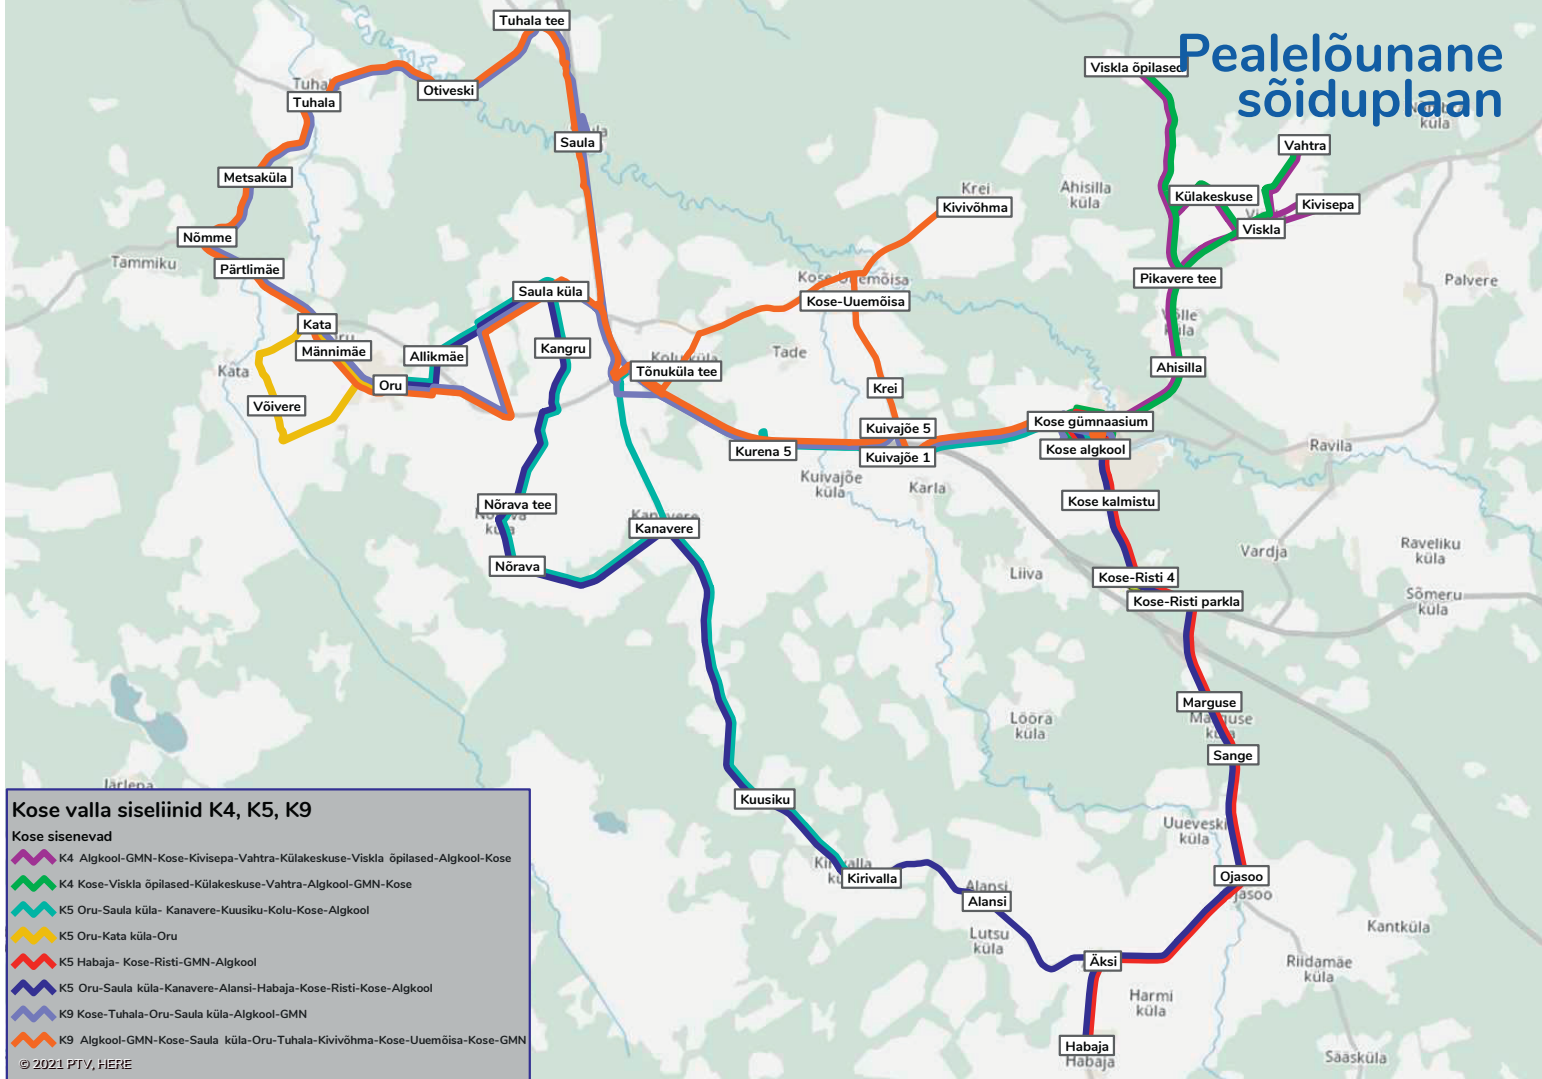 Pealelõunane
sõiduplaan
Tuhala tee
Otiveski
Tuhala
Saula
Metsaküla
Nõmme
Pärtlimäe
Tammiku
Kata
Männimäe
Allikmäe
Oru
Kata
Võivere
Saula küla
Kangru
Nõrava tee
Nõrava
Kanavere
Tõnuküla tee
Tade
Kurena 5
Kuivajõe
küla
Krei
Kivivõhma
Kose-Uuemõisa
Krei
Kuivajõe 5
Kuivajõe 1
Karla
Ahisilla
küla
Viskla õpilased
Vahtra
Külakeskuse
Kivisepa
Viskla
Pikavere tee
Palvere
küla
Ahisilla
Kose gümnaasium
Kose algkool
Ravila
Kose kalmistu
Kose-Risti 4
Kose-Risti parkla
Liiva
Vardja
Raveliku
küla
Sõmeru
küla
Lööra
küla
Marguse
Sange
Uueveski
küla
Ojasoo
Kuusiku
Kirivalla
Alansi
Alansi
Lutsu
küla
Äksi
Kantküla
Riidamäe
küla
Harmi
küla
Habaja
Habaja
Sääsküla
Kose valla siseliinid K4, K5, K9
Kose sisenevad
K4 Algkool-GMN-Kose-Kivisepa-Vahtra-Külakeskuse-Viskla õpilased-Algkool-Kose
K4 Kose-Viskla õpilased-Külakeskuse-Vahtra-Algkool-GMN-Kose
K5 Oru-Saula küla- Kanavere-Kuusiku-Kolu-Kose-Algkool
K5 Oru-Kata küla-Oru
K5 Habaja- Kose-Risti-GMN-Algkool
K5 Oru-Saula küla-Kanavere-Alansi-Habaja-Kose-Risti-Kose-Algkool
K9 Kose-Tuhala-Oru-Saula küla-Algkool-GMN
K9 Algkool-GMN-Kose-Saula küla-Oru-Tuhala-Kivivõhma-Kose-Uuemõisa-Kose-GMN
© 2021 PTV, HERE